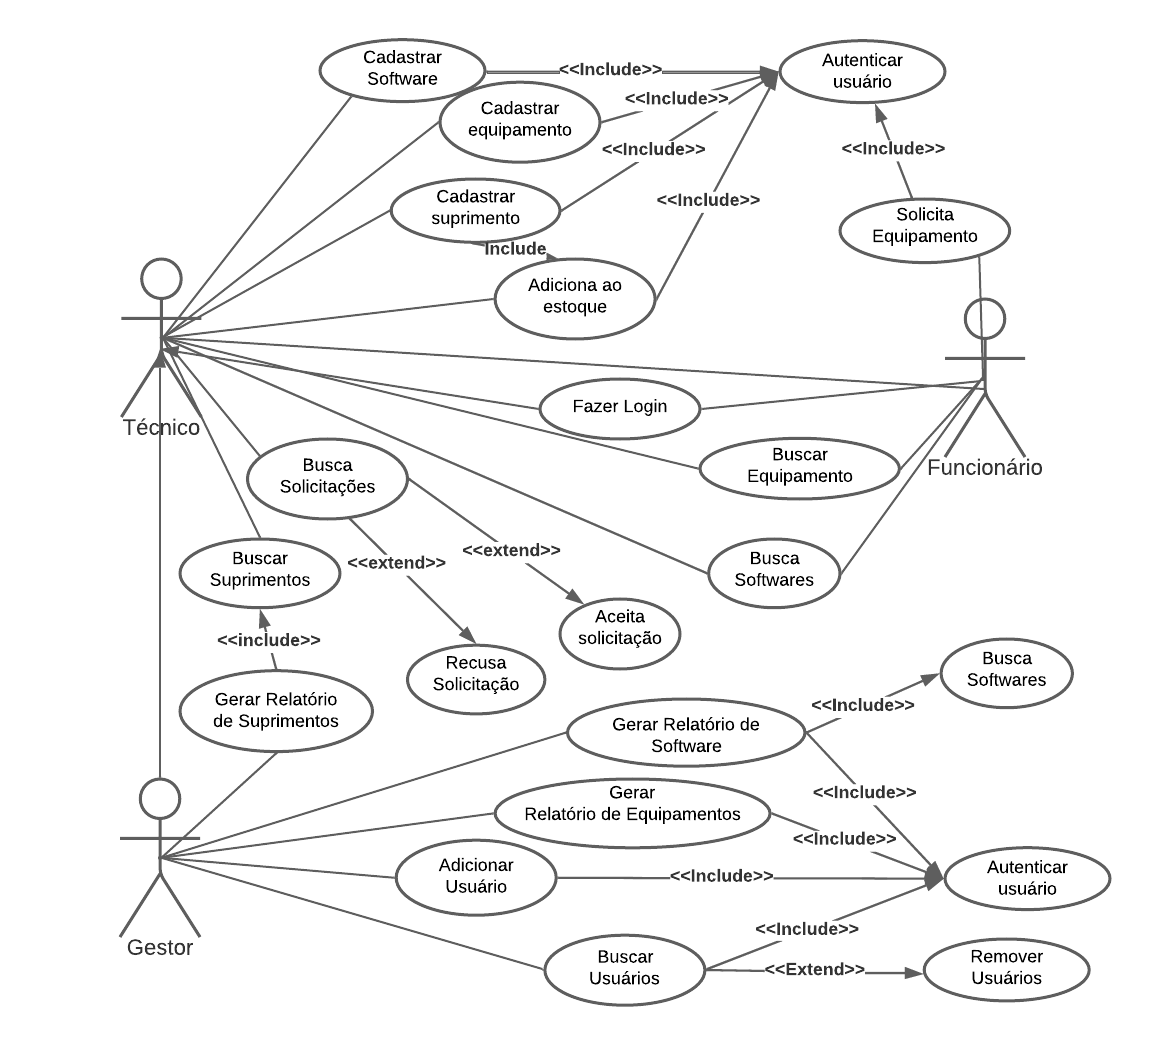 Cadastrar
Software
<<Include>>
Autenticar
usuário
Cadastrar
equipamento
<<Include>>
<<Include>>
<<Include>>
Cadastrar
suprimento
<<Include>>
Solicita
Equipamento
Include
Adiciona ao
estoque
Técnico
Fazer Login
Funcionário
Buscar
Equipamento
Busca
Solicitações
<<extend>>
<<extend>>
Buscar
Suprimentos
Busca
Softwares
<<include>>
Aceita
solicitação
Recusa
Solicitação
Busca
Softwares
Gerar Relatório
de Suprimentos
<<Include>>
Gerar Relatório de
Software
<<Include>>
Gerar
Relatório de Equipamentos
<<Include>>
Adicionar
Usuário
<<Include>>
Autenticar
usuário
Gestor
<<Include>>
Buscar
Usuários
<<Extend>>
Remover
Usuários